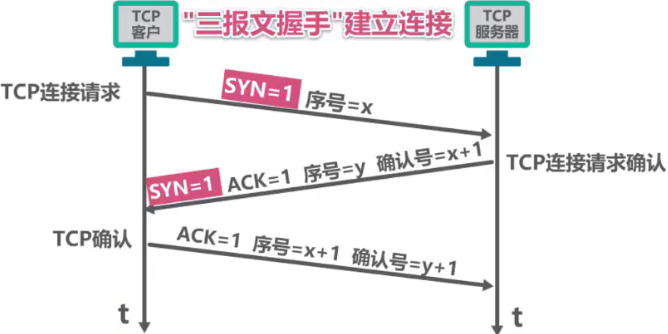 TCP
客户
"三报文握手"建立连接
TCP
服务器
TCP连接请求
SYN=1 序号=x
SYN=1 ACK=1 序号=y 确认号=x+1
TCP连接请求确认
TCP确认
ACK=1 序号=x+1 确认号=y+1
t
t